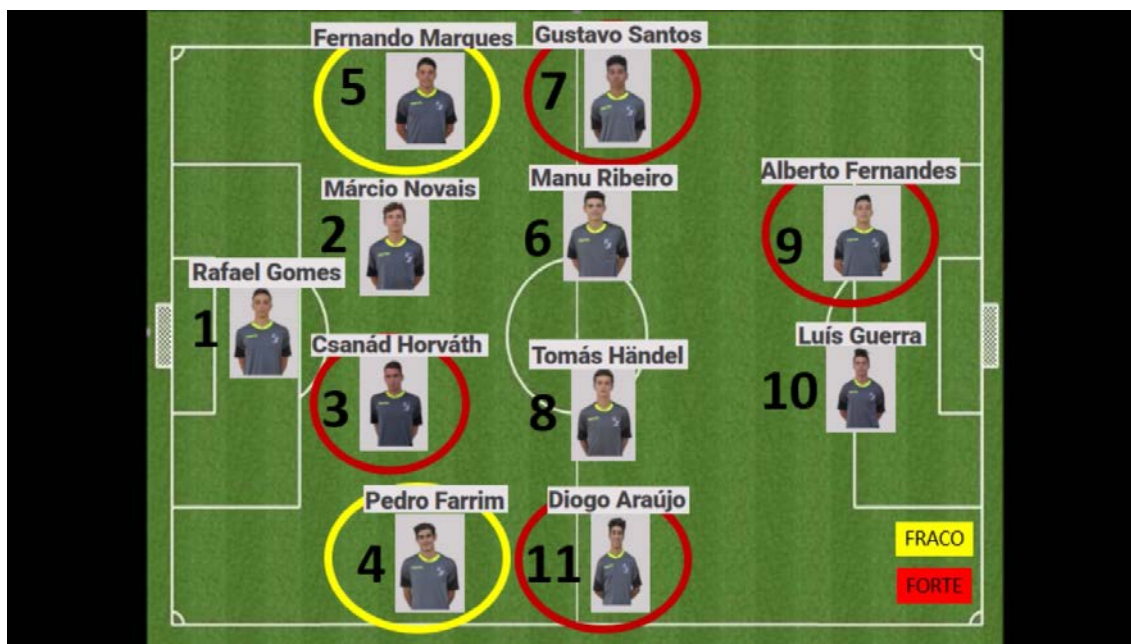 Fernando Marques
5
Gustavo Santos
7
Márcio Novais
2
Manu Ribeiro
6
Alberto Fernandes
9
Rafael Gomes
1
Csanád Horváth
3
Tomás Händel
8
Luís Guerra
10
Pedro Farrim
4
Diogo Araújo
11
FRACO
FORTE